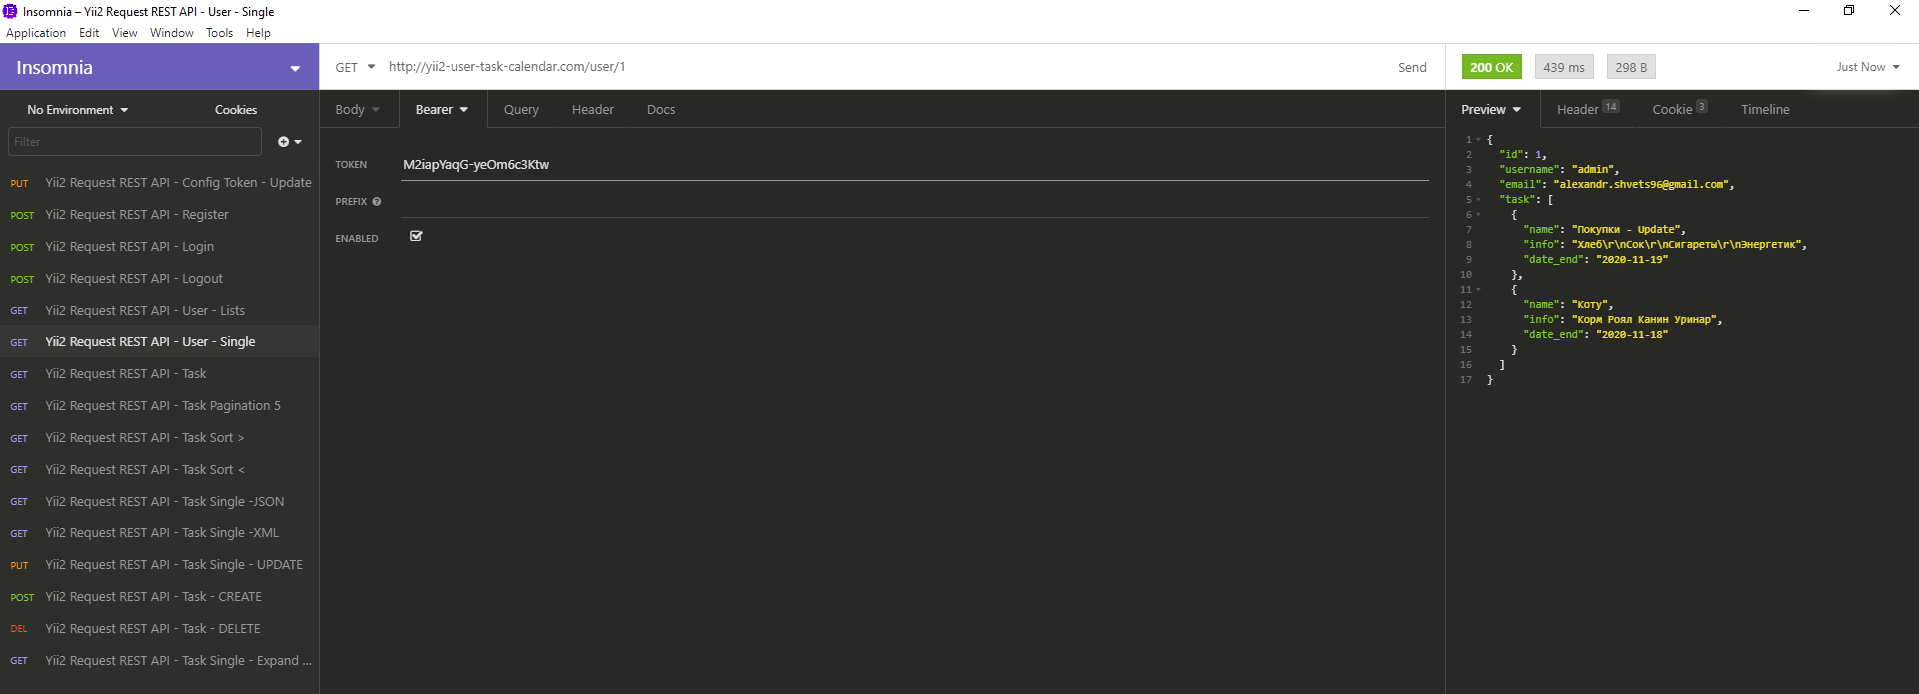 Insomnia – Yii2 Request REST API - User - Single
Application Edit View Window Tools Help
Insomnia
No Environment Cookies
Filter
PUT Yii2 Request REST API - Config Token - Update
POST Yii2 Request REST API - Register
POST Yii2 Request REST API - Login
POST Yii2 Request REST API - Logout
GET Yii2 Request REST API - User - Lists
GET Yii2 Request REST API - User - Single
GET Yii2 Request REST API - Task
GET Yii2 Request REST API - Task Pagination 5
GET Yii2 Request REST API - Task Sort >
GET Yii2 Request REST API - Task Sort <
GET Yii2 Request REST API - Task Single -JSON
GET Yii2 Request REST API - Task Single -XML
PUT Yii2 Request REST API - Task Single - UPDATE
POST Yii2 Request REST API - Task - CREATE
DEL Yii2 Request REST API - Task - DELETE
GET Yii2 Request REST API - Task Single - Expand ...
GET http://yii2-user-task-calendar.com/user/1 Send
Body Bearer Query Header Docs
TOKEN M2iapYaqG-yeOm6c3Ktw
PREFIX
ENABLED
200 OK 439 ms 298 B Just Now
Preview Header 14 Cookie 3 Timeline
1 {
2 "id": 1,
3 "username": "admin",
4 "email": "alexandr.shvets96@gmail.com",
5 "task": [
6 {
7 "name": "Покупки - Update",
8 "info": "Хлеб\r\nСок\r\nСигареты\r\nЭнергетик",
9 "date_end": "2020-11-19"
10 },
11 {
12 "name": "Коту",
13 "info": "Корм Роял Канин Уринар",
14 "date_end": "2020-11-18"
15 }
16 ]
17 }